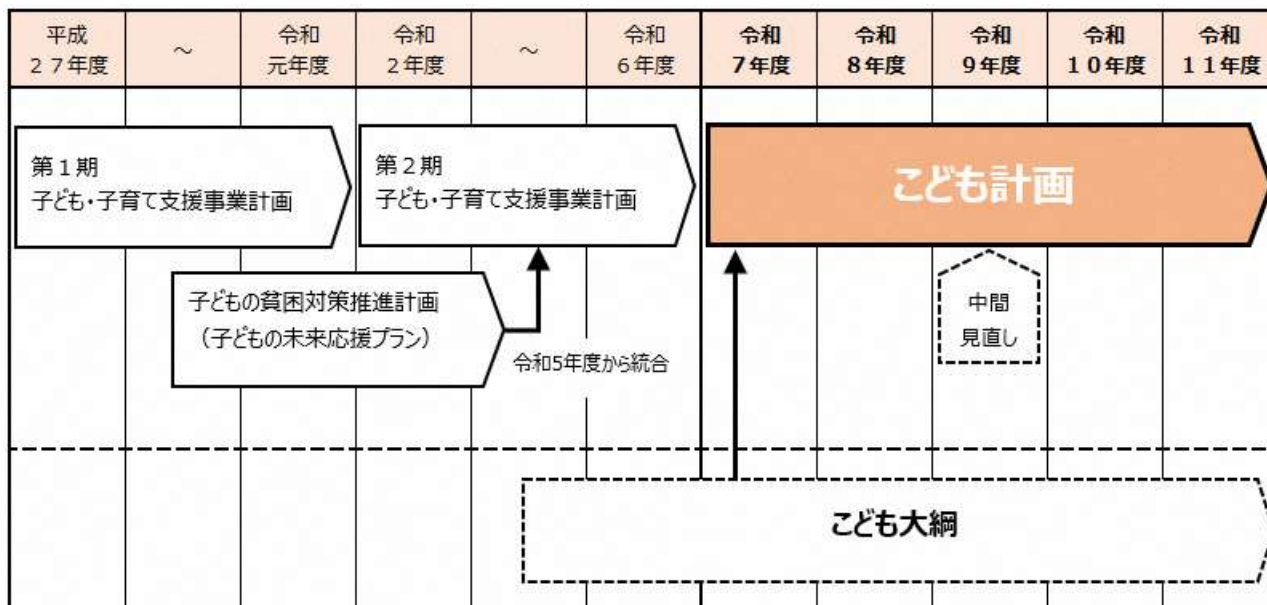 平成
２７年度
～
令和
元年度
令和
２年度
～
令和
６年度
令和
７年度
令和
８年度
令和
９年度
令和
１０年度
令和
１１年度
第１期
子ども・子育て支援事業計画
第２期
子ども・子育て支援事業計画
こども計画
子どもの貧困対策推進計画
（子どもの未来応援プラン）
令和5年度から統合
中間
見直し
こども大綱